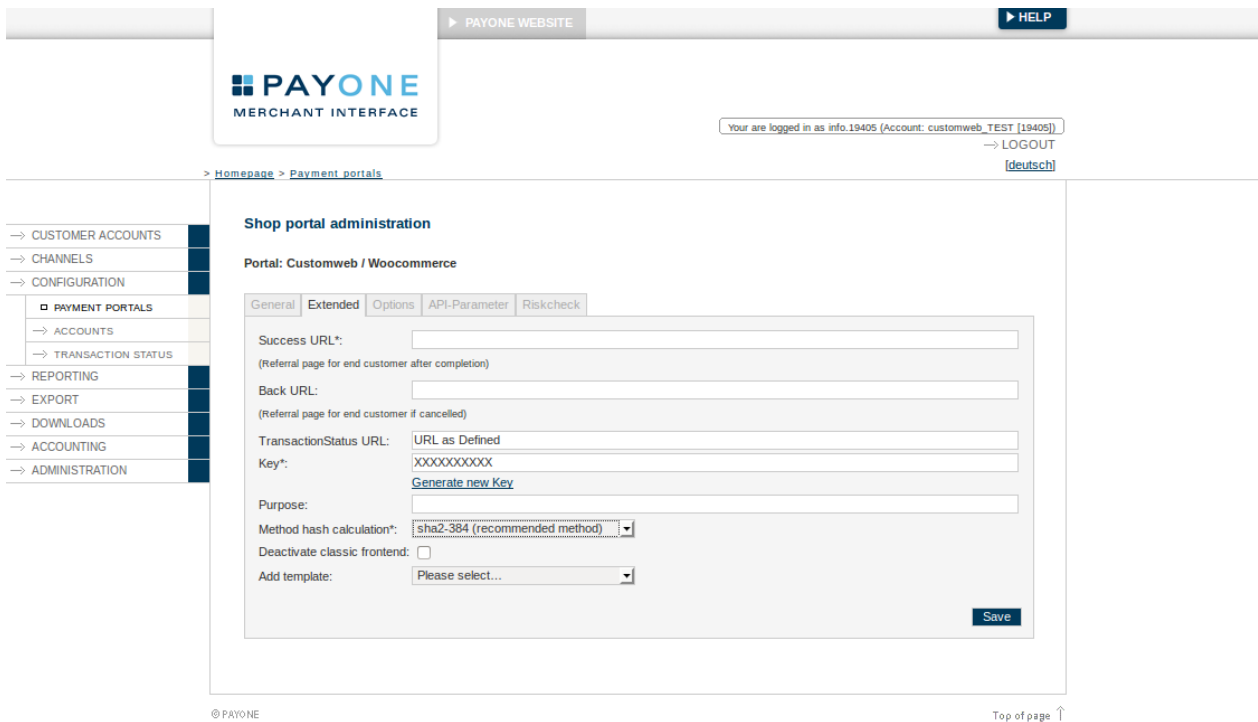 PAYONE WEBSITE
HELP
PAYONE
MERCHANT INTERFACE
Your are logged in as info.19405 (Account: customweb_TEST [19405])
LOGOUT
[deutsch]
> Homepage > Payment portals
CUSTOMER ACCOUNTS
CHANNELS
CONFIGURATION
PAYMENT PORTALS
ACCOUNTS
TRANSACTION STATUS
REPORTING
EXPORT
DOWNLOADS
ACCOUNTING
ADMINISTRATION
Shop portal administration
Portal: Customweb / Woocommerce
General Extended Options API-Parameter Riskcheck
Success URL*:
(Referral page for end customer after completion)
Back URL:
(Referral page for end customer if cancelled)
TransactionStatus URL: URL as Defined
Key*: XXXXXXXXXX
Generate new Key
Purpose:
Method hash calculation*: sha2-384 (recommended method)
Deactivate classic frontend:
Add template: Please select...
Save
© PAYONE
Top of page